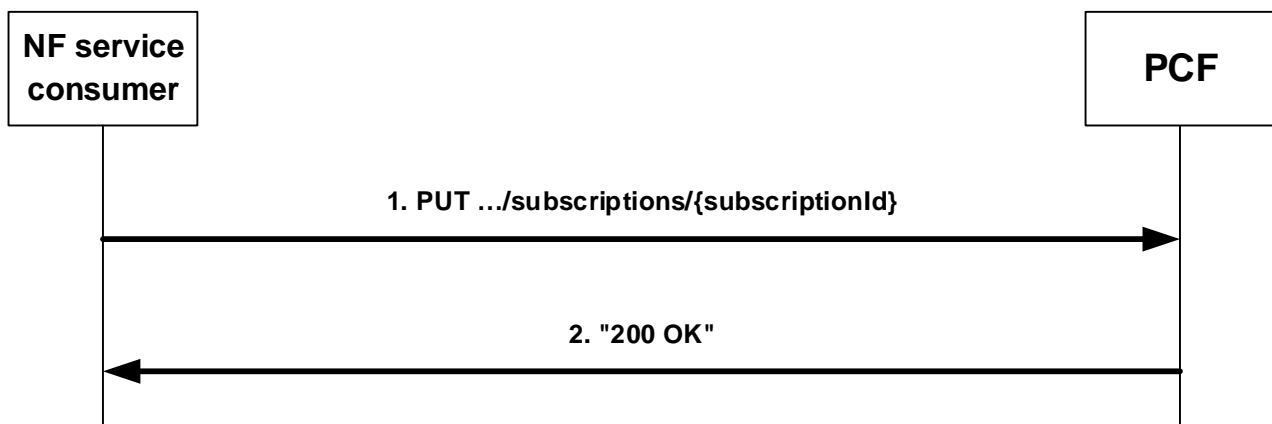 NF service
consumer
PCF
1. PUT …/subscriptions/{subscriptionId}
2. "200 OK"